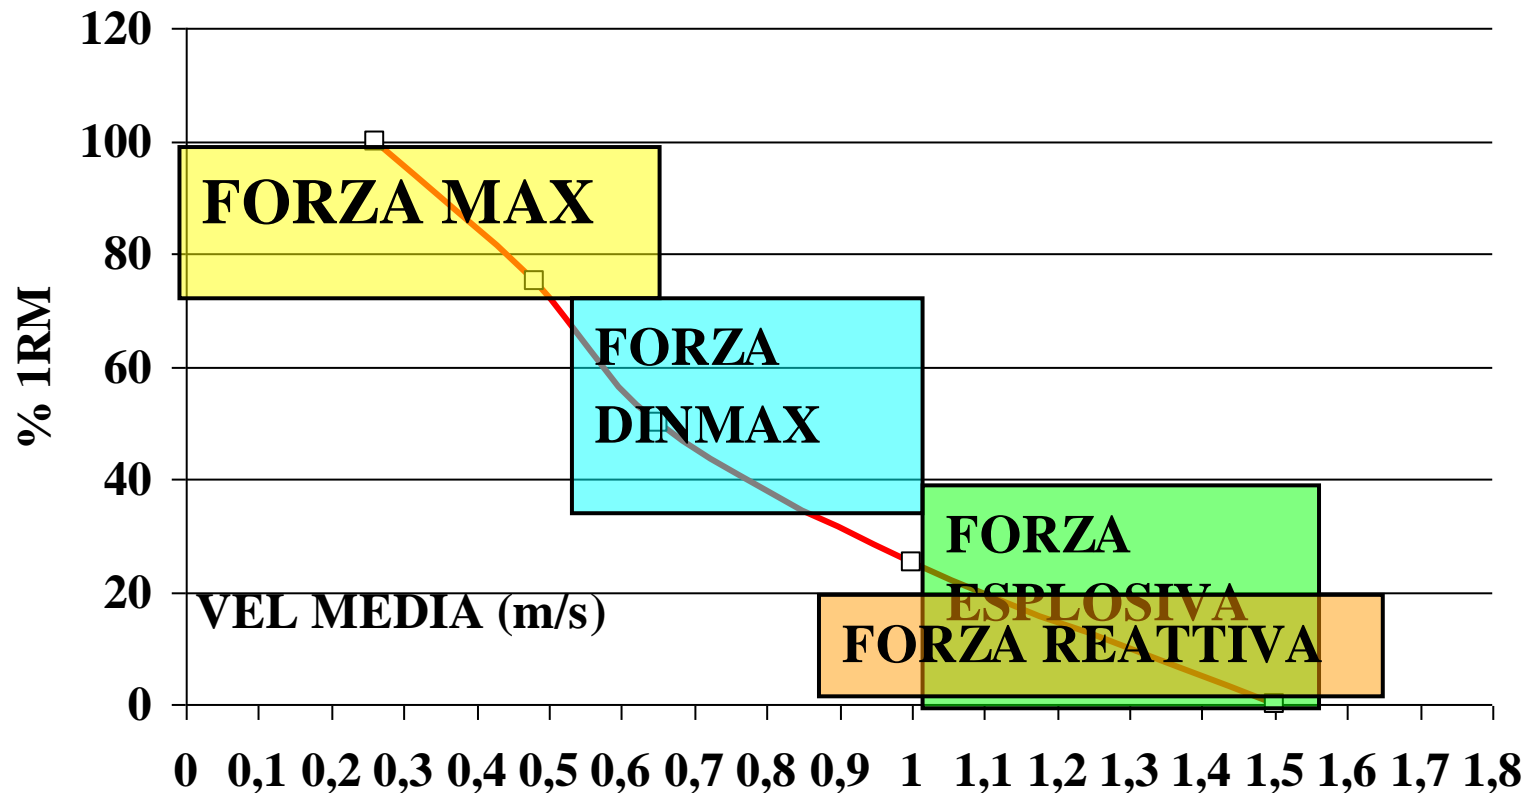 120
100
80
60
40
20
0
% 1RM
FORZA MAX
FORZA
DINMAX
FORZA
ESPLOSIVA
VEL MEDIA (m/s)
FORZA REATTIVA
0 0,1 0,2 0,3 0,4 0,5 0,6 0,7 0,8 0,9 1 1,1 1,2 1,3 1,4 1,5 1,6 1,7 1,8